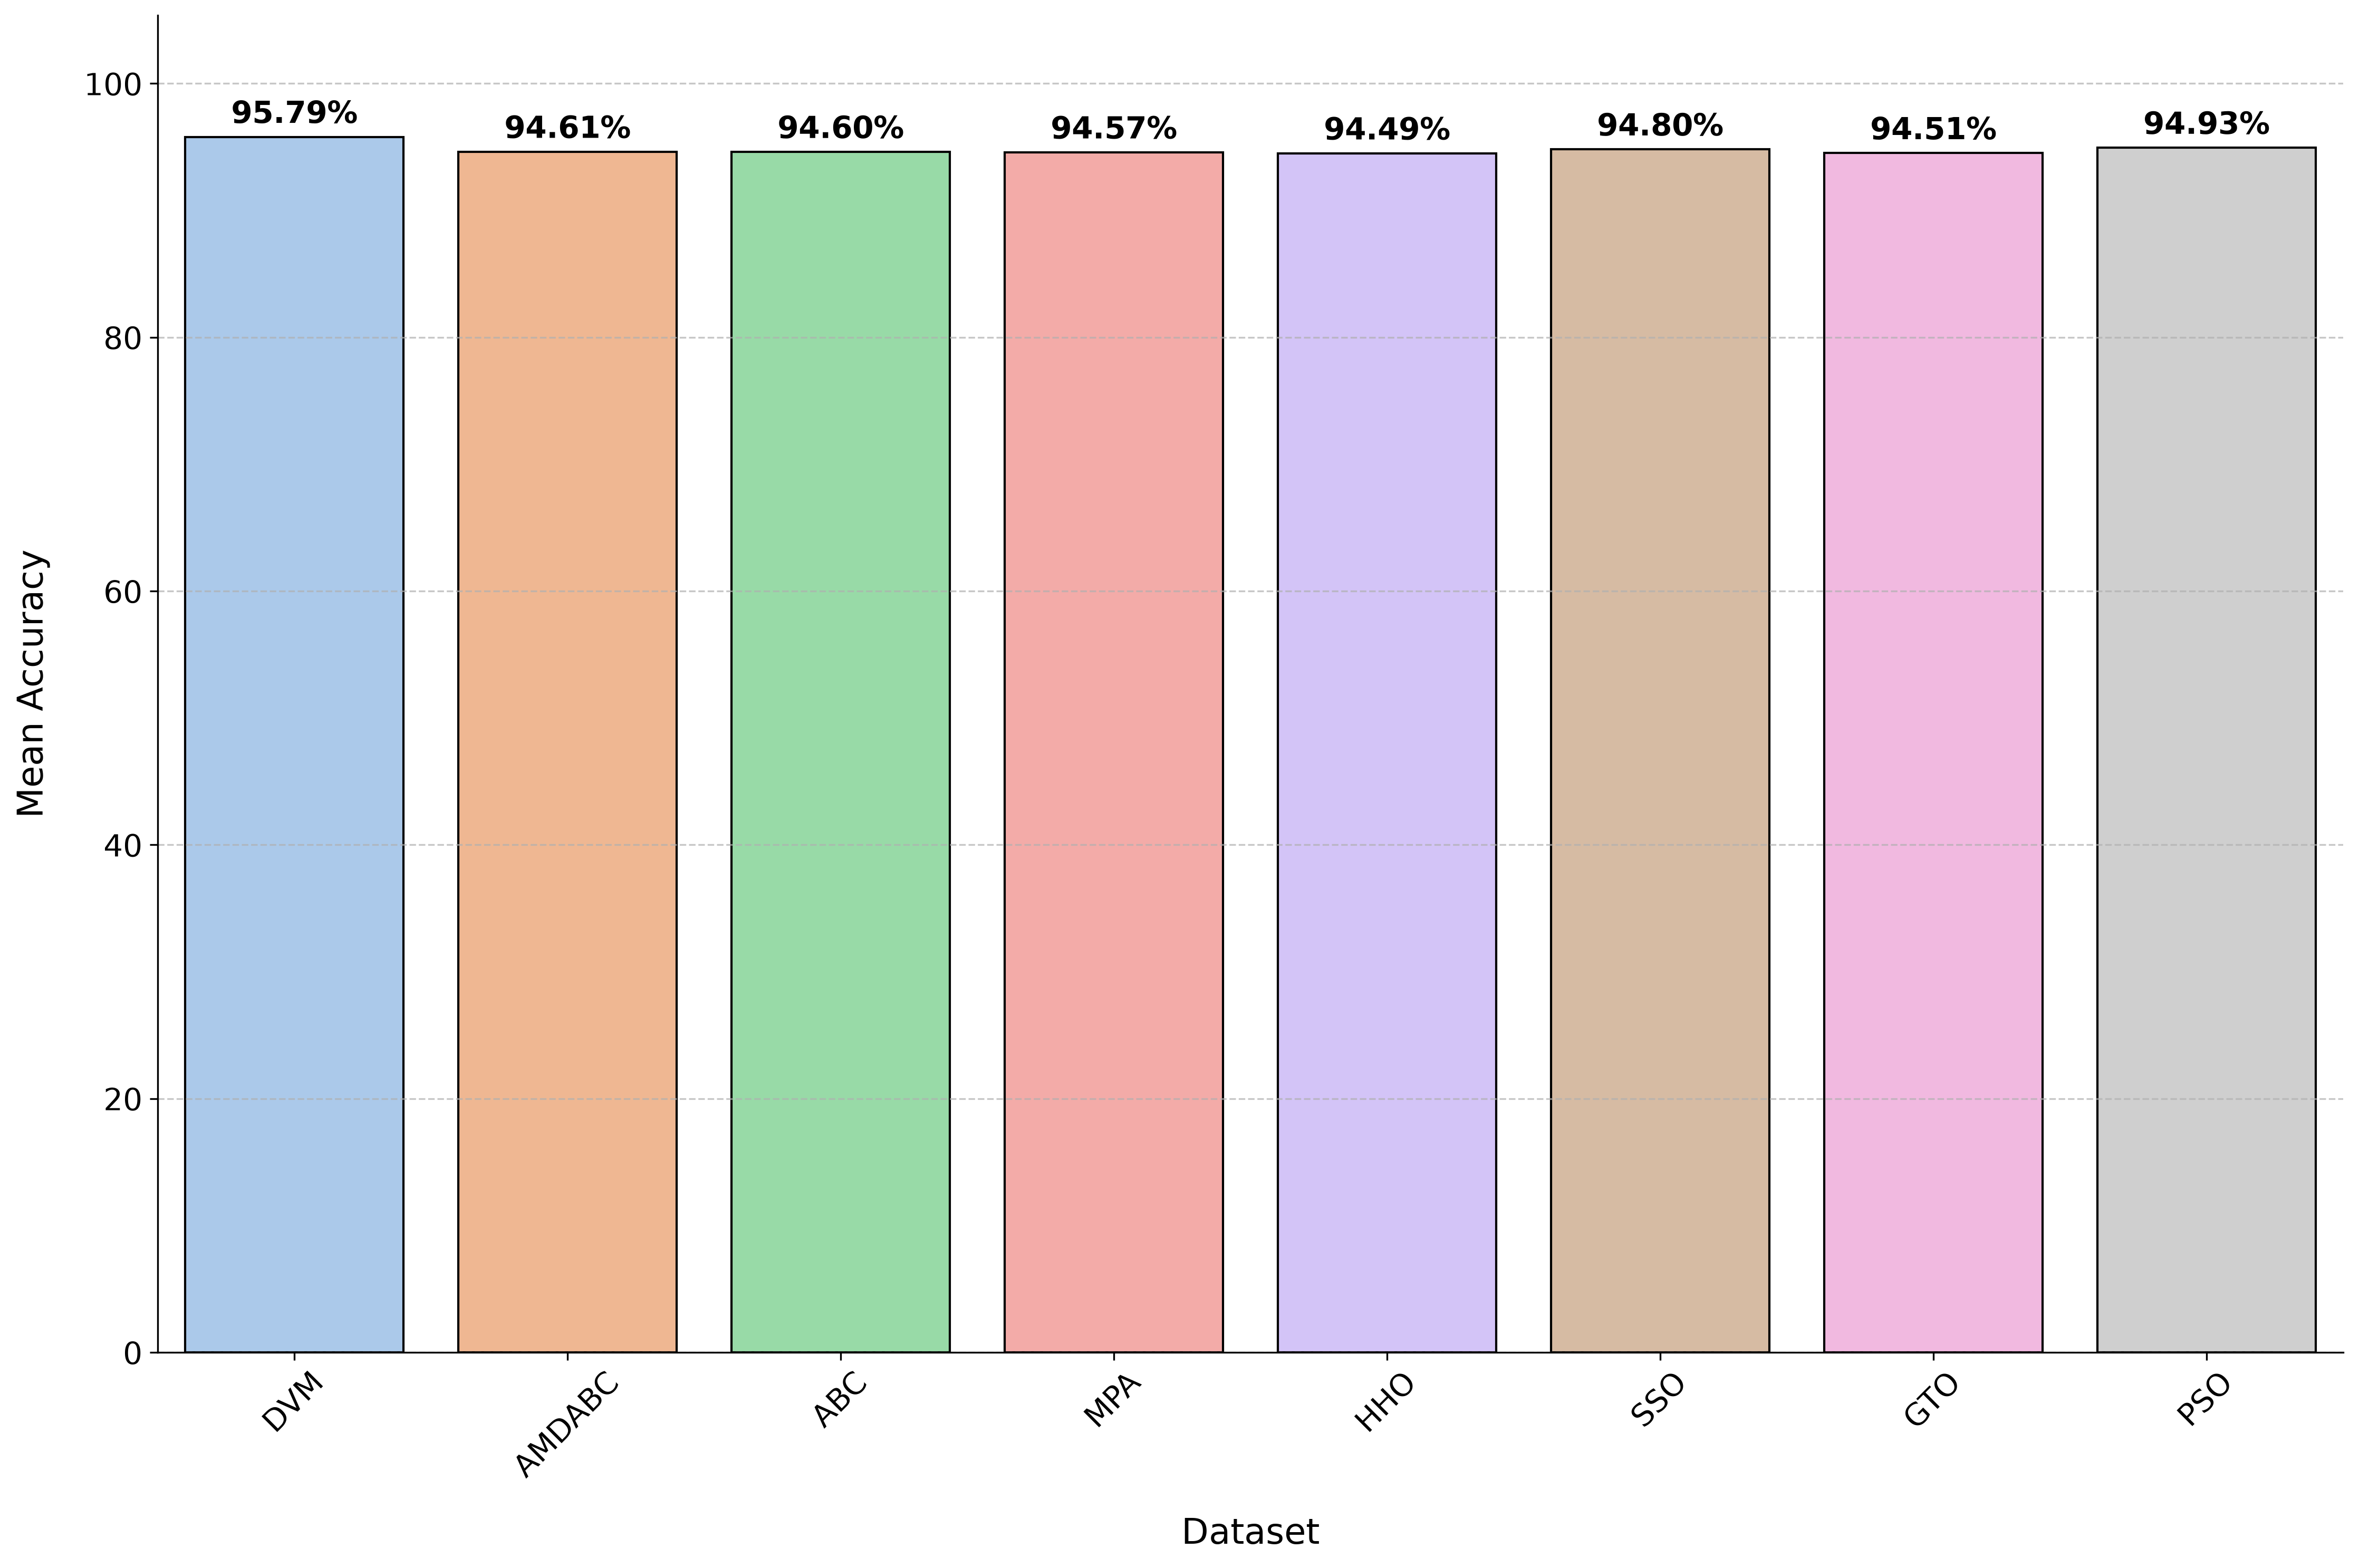 Mean Accuracy
100
80
60
40
20
0
95.79%
94.61%
94.60%
94.57%
94.49%
94.80%
94.51%
94.93%
DVM
AMDABC
ABC
MPA
HHO
SSO
GTO
PSO
Dataset